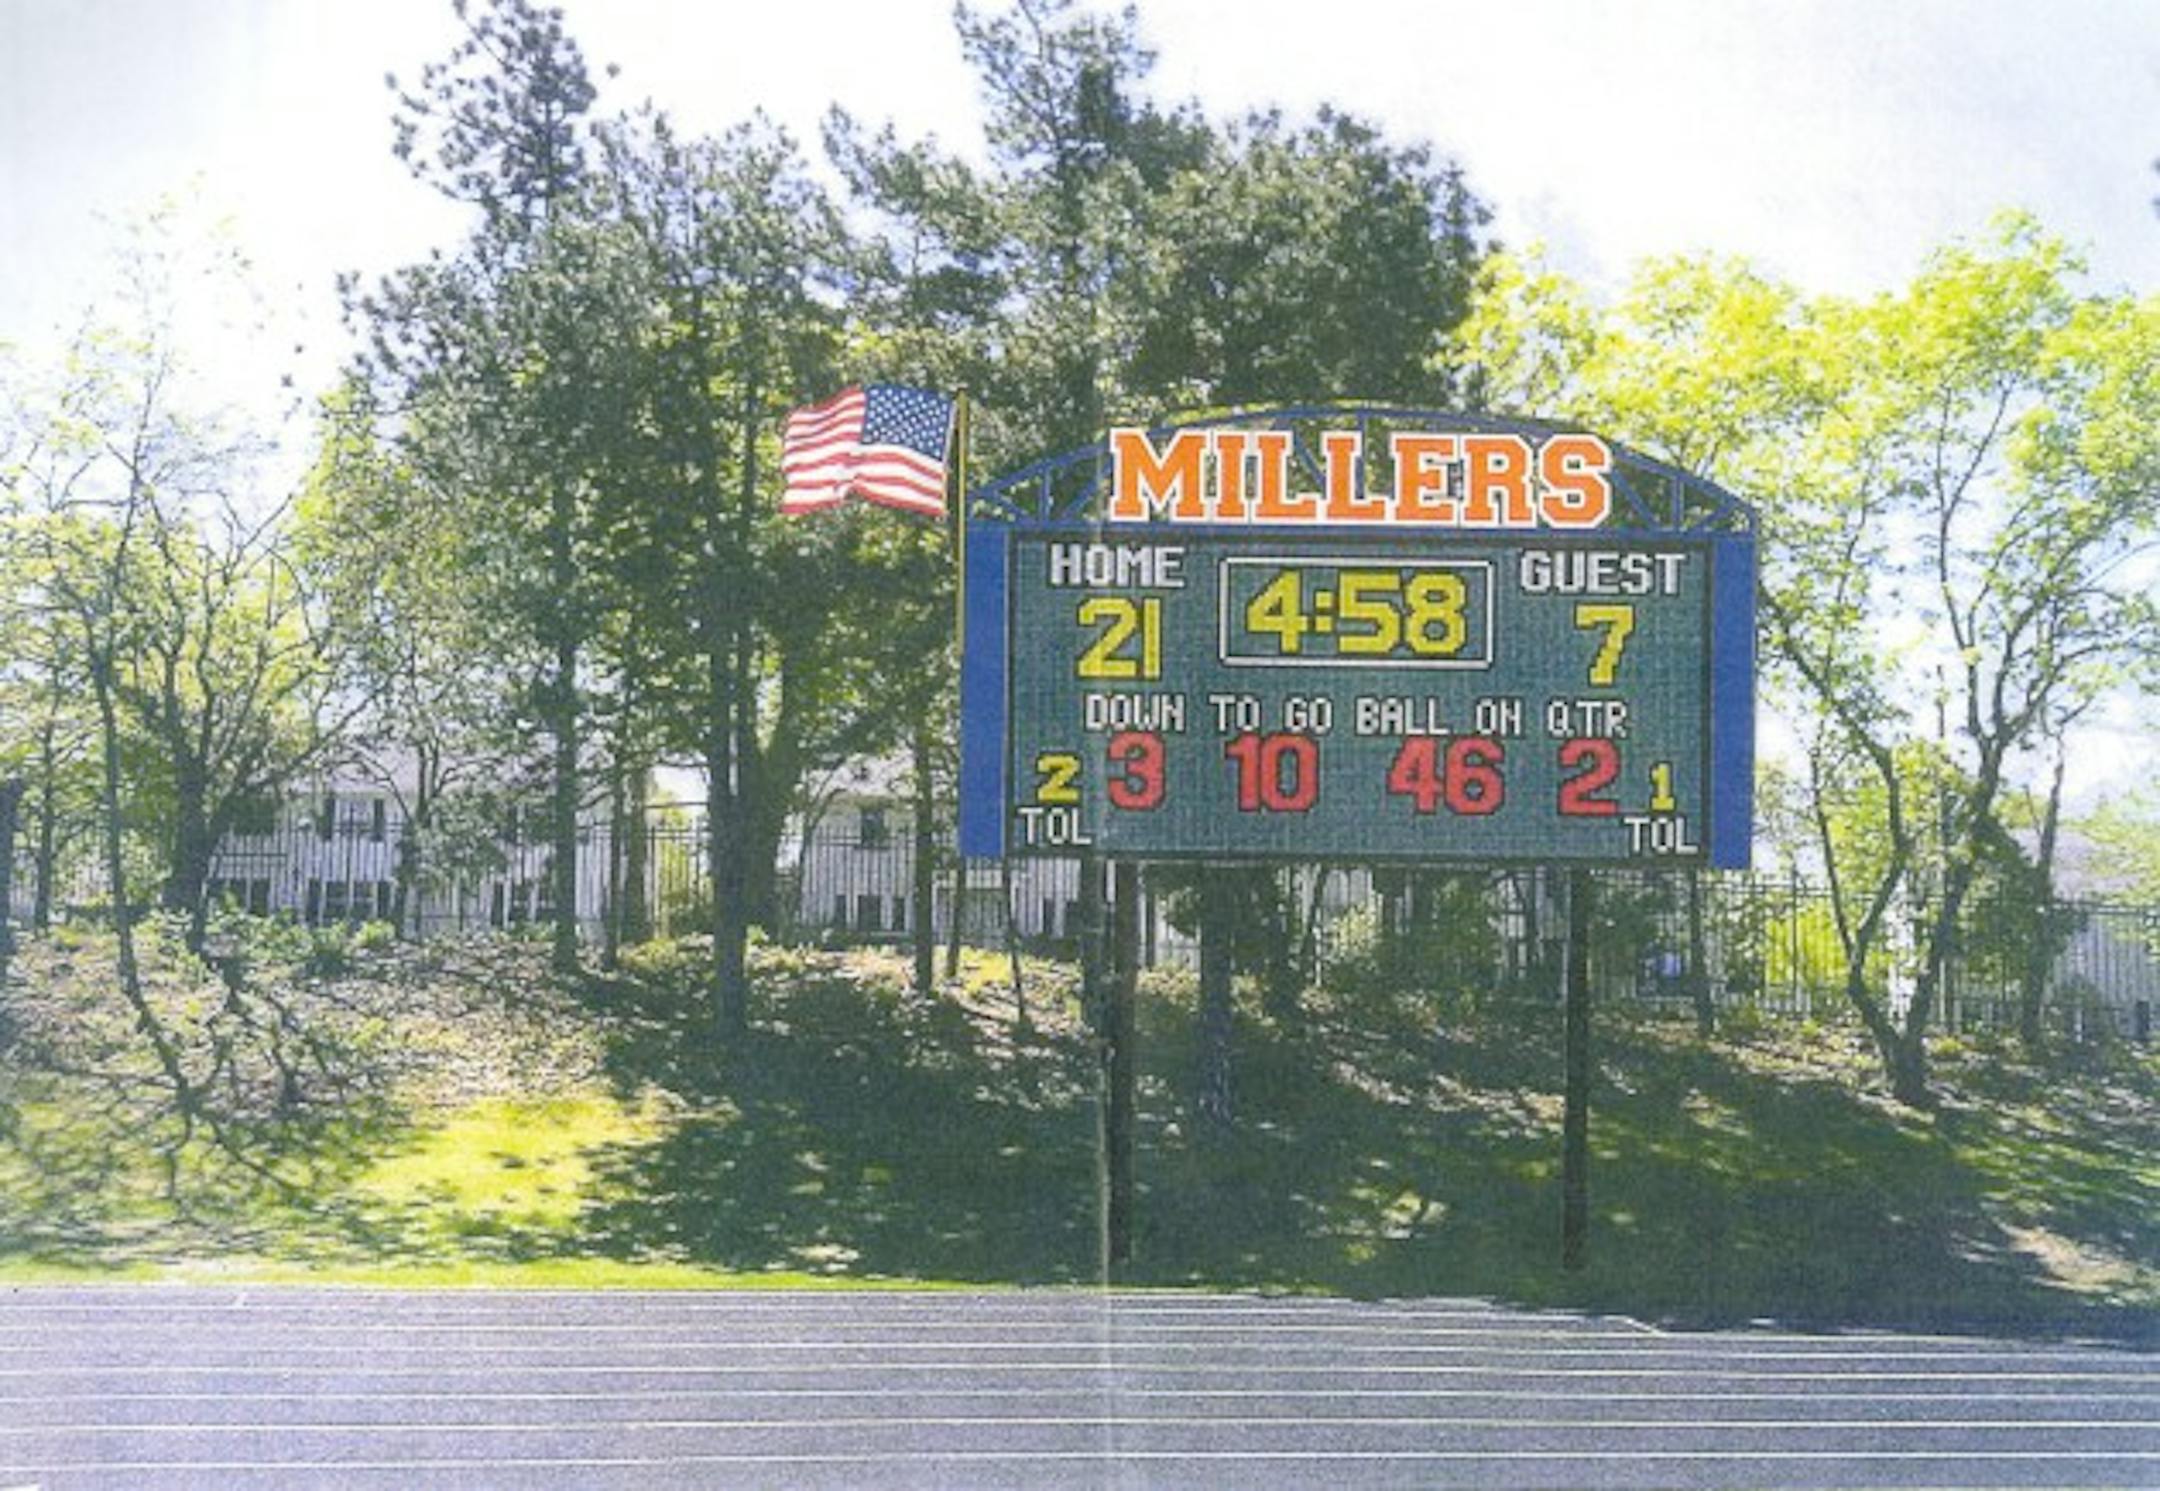 MILLERS
HOME 4:58 GUEST
21 7
DOWN TO GO BALL ON QTR
2 3 10 46 2 1
TOL TOL